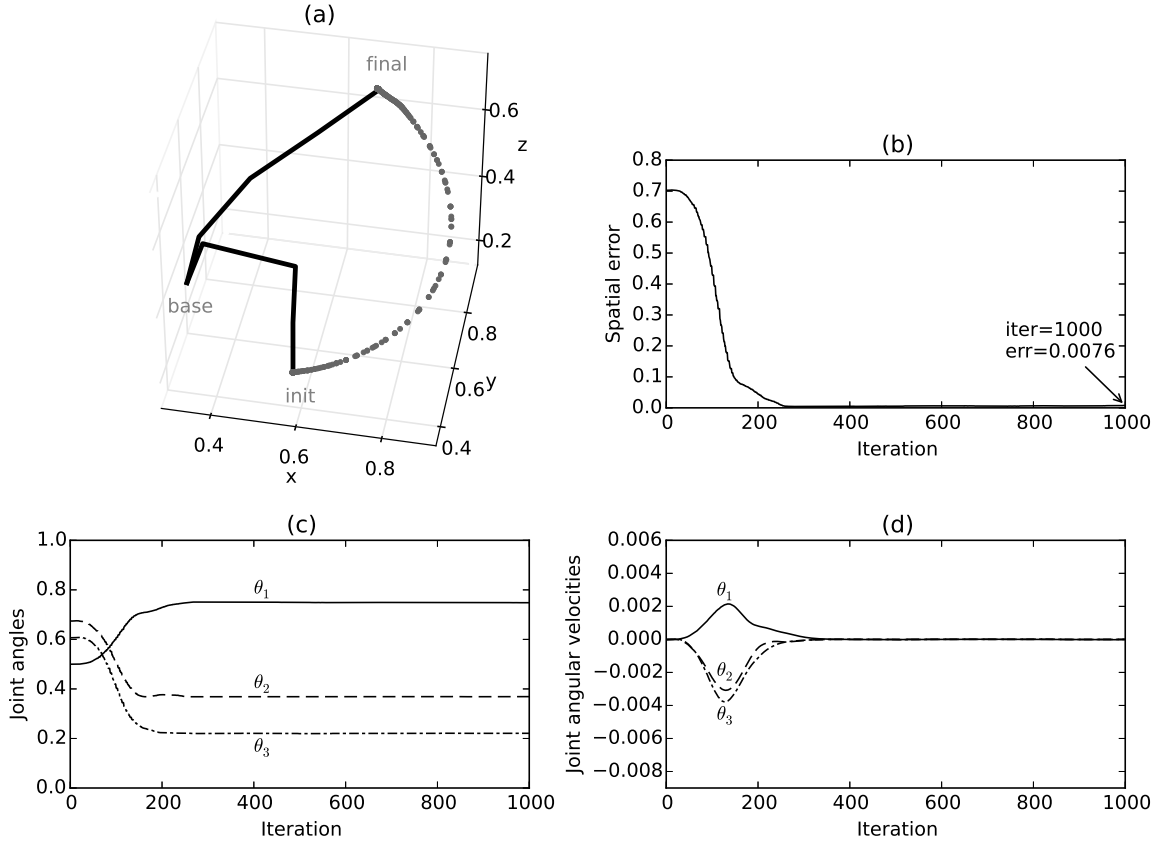 (a)
final
base
init
0.6
z
0.4
0.2
0.8
0.6
y
0.4
0.4
0.6
0.8
x
(b)
Spatial error
0.8
0.7
0.6
0.5
0.4
0.3
0.2
0.1
0.0
iter=1000
err=0.0076
0 200 400 600 800 1000
Iteration
(c)
Joint angles
1.0
0.8
0.6
0.4
0.2
0.0
θ1
θ2
θ3
0 200 400 600 800 1000
Iteration
(d)
Joint angular velocities
0.006
0.004
0.002
0.000
−0.002
−0.004
−0.006
−0.008
θ1
θ2
θ3
0 200 400 600 800 1000
Iteration